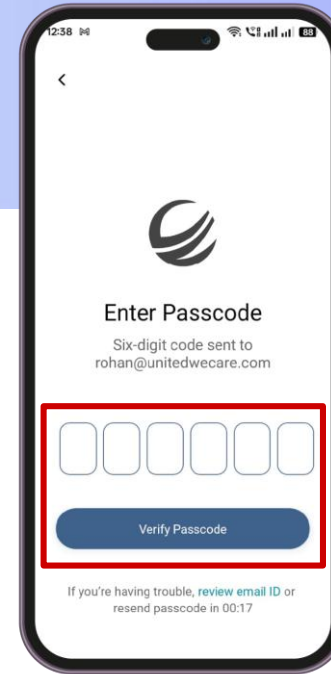 12:38 88
Enter Passcode
Six-digit code sent to
rohan@unitedwecare.com
Verify Passcode
If you're having trouble, review email ID or
resend passcode in 00:17